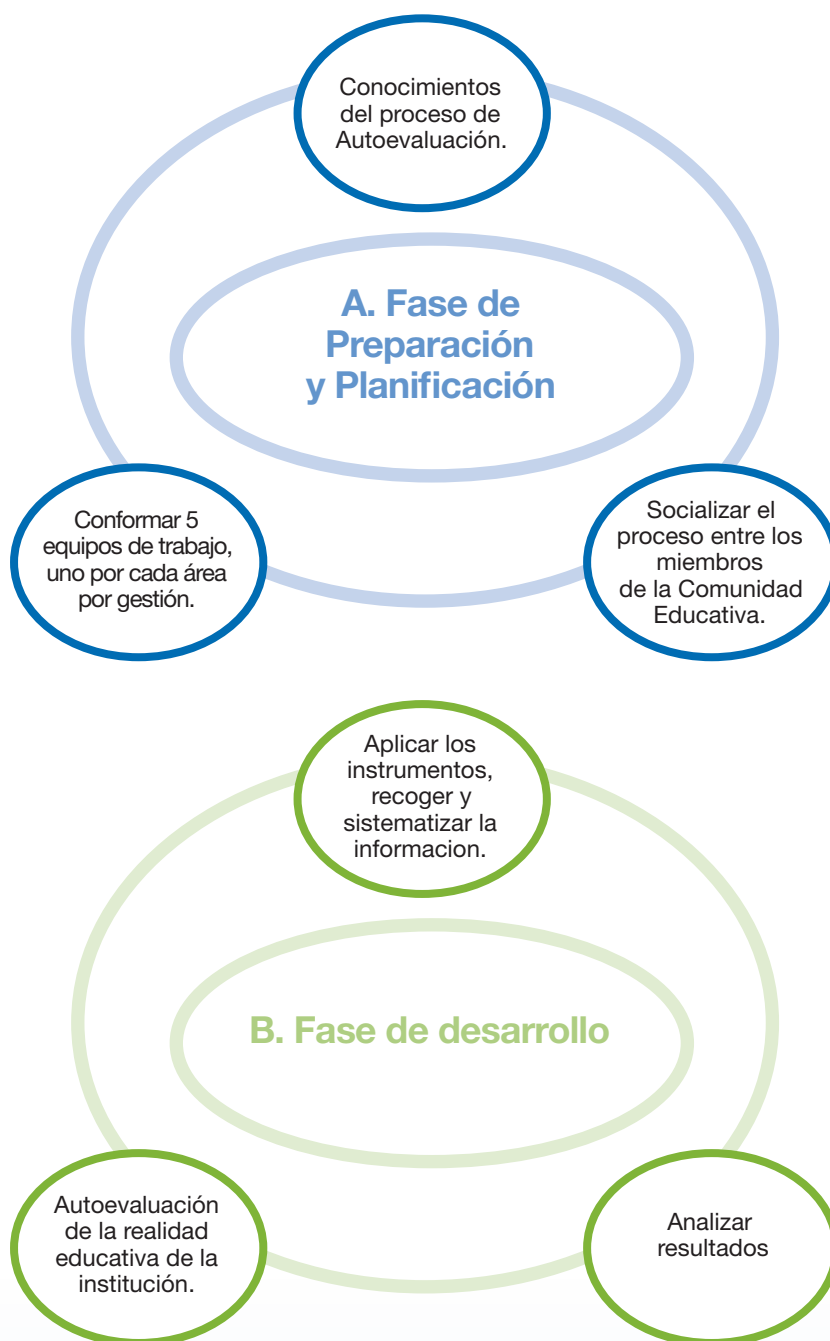 Conocimientos
del proceso de
Autoevaluación.
A. Fase de
Preparación
y Planificación
Conformar 5
equipos de trabajo,
uno por cada área
por gestión.
Socializar el
proceso entre los
miembros
de la Comunidad
Educativa.
Aplicar los
instrumentos,
recoger y
sistematizar la
informacion.
B. Fase de desarrollo
Autoevaluación
de la realidad
educativa de la
institución.
Analizar
resultados